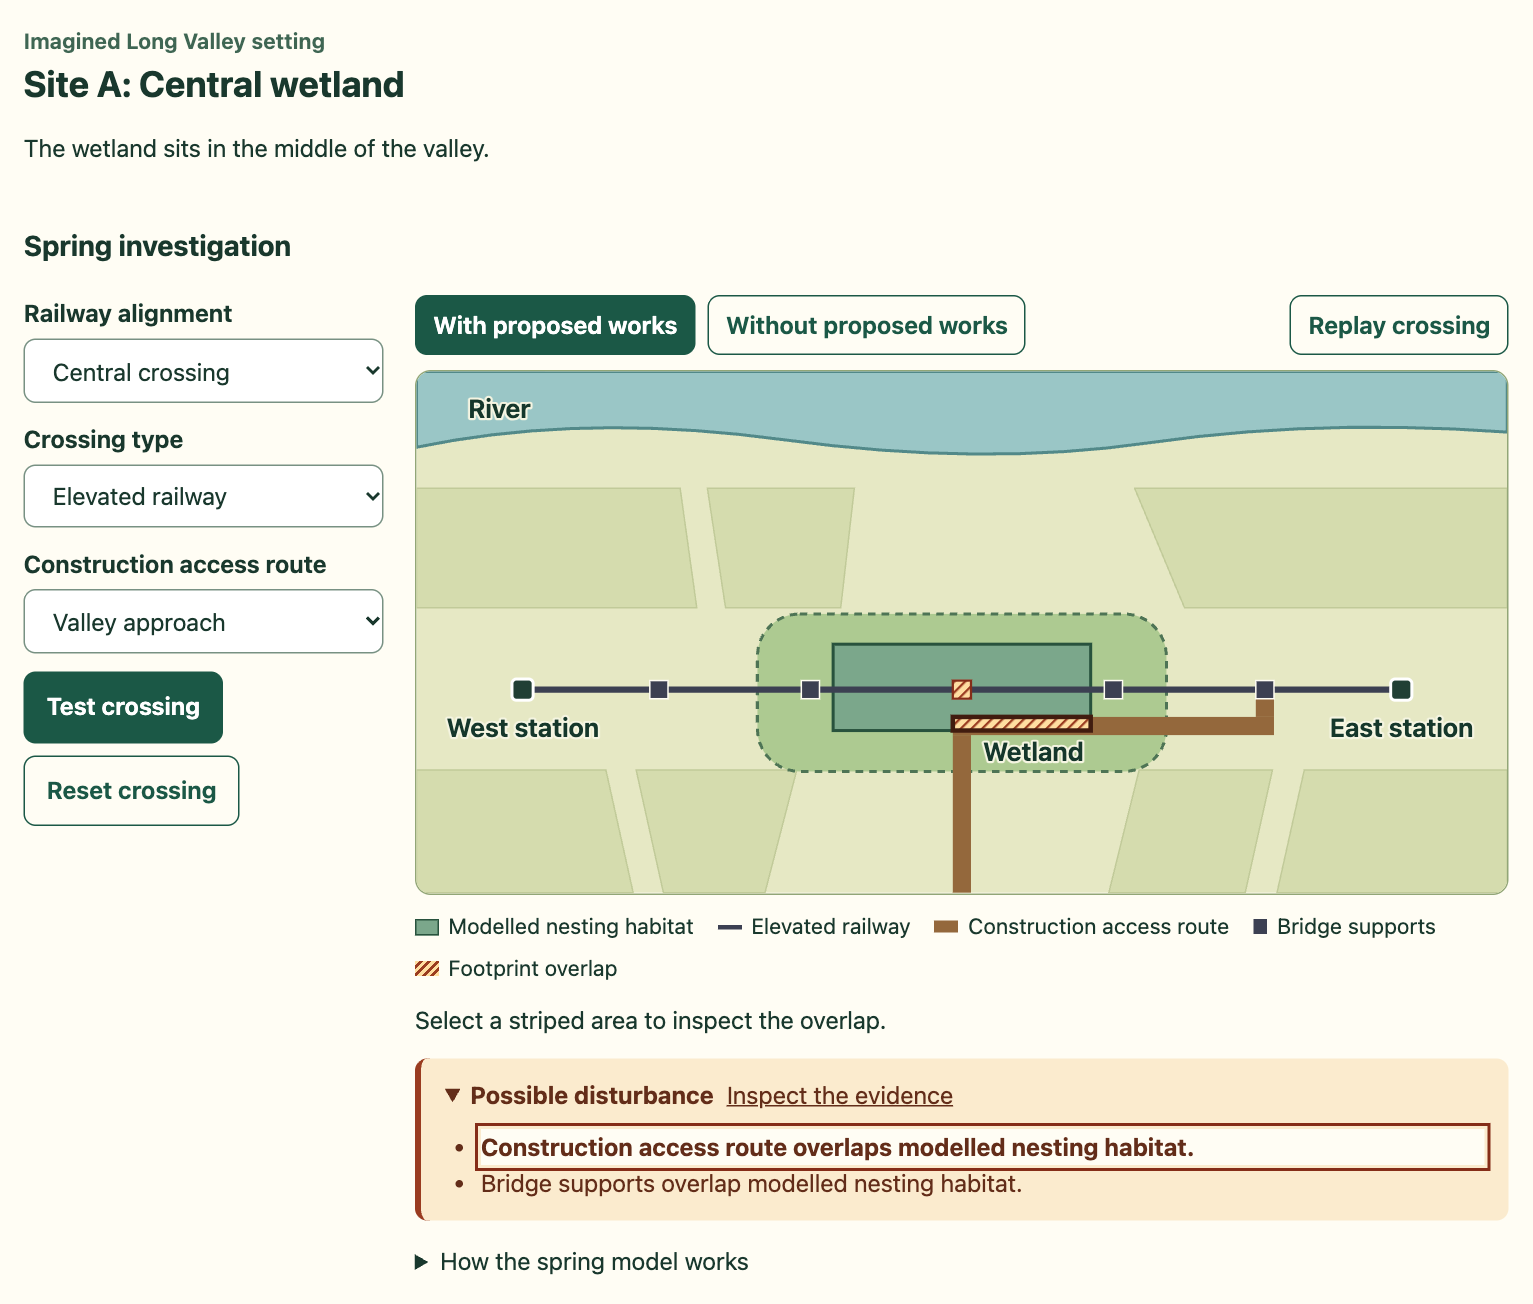 Imagined Long Valley setting
Site A: Central wetland
The wetland sits in the middle of the valley.
Spring investigation
Railway alignment
Central crossing
Crossing type
Elevated railway
Construction access route
Valley approach
Test crossing
Reset crossing
With proposed works
Without proposed works
Replay crossing
River
West station
East station
Wetland
Modelled nesting habitat
Elevated railway
Construction access route
Bridge supports
Footprint overlap
Select a striped area to inspect the overlap.
Possible disturbance Inspect the evidence
Construction access route overlaps modelled nesting habitat.
Bridge supports overlap modelled nesting habitat.
How the spring model works